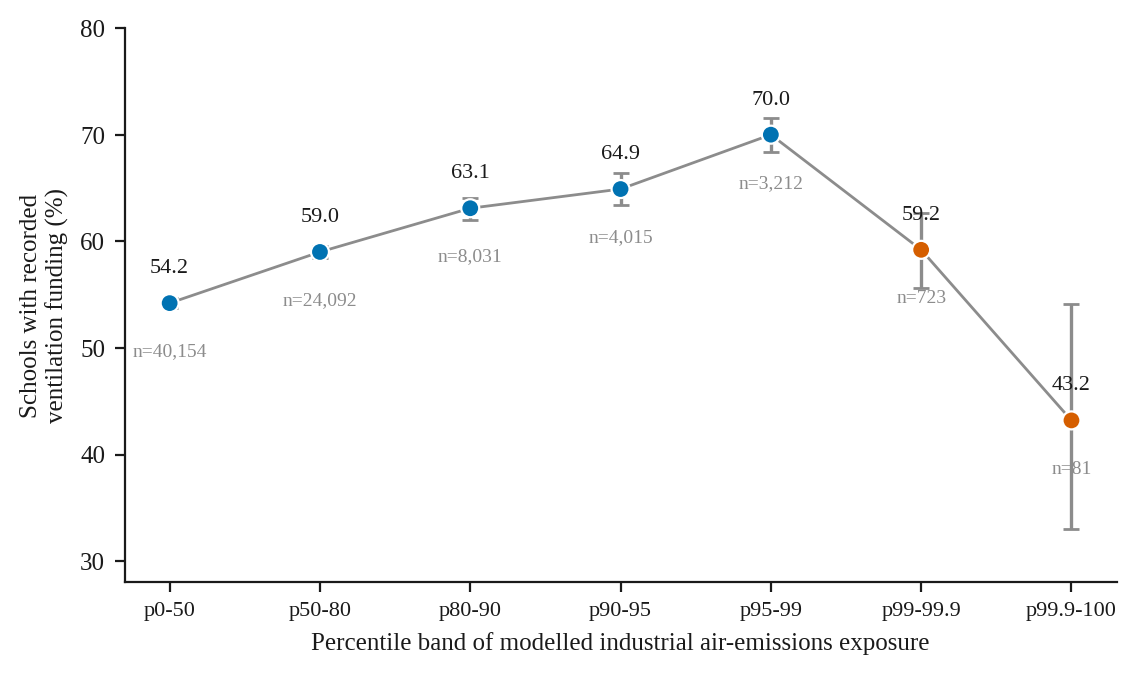 80
70
60
50
40
30
Schools with recorded
ventilation funding (%)
54.2
n=40,154
59.0
n=24,092
63.1
n=8,031
64.9
n=4,015
70.0
n=3,212
59.2
n=723
43.2
n=81
p0-50
p50-80
p80-90
p90-95
p95-99
p99-99.9
p99.9-100
Percentile band of modelled industrial air-emissions exposure